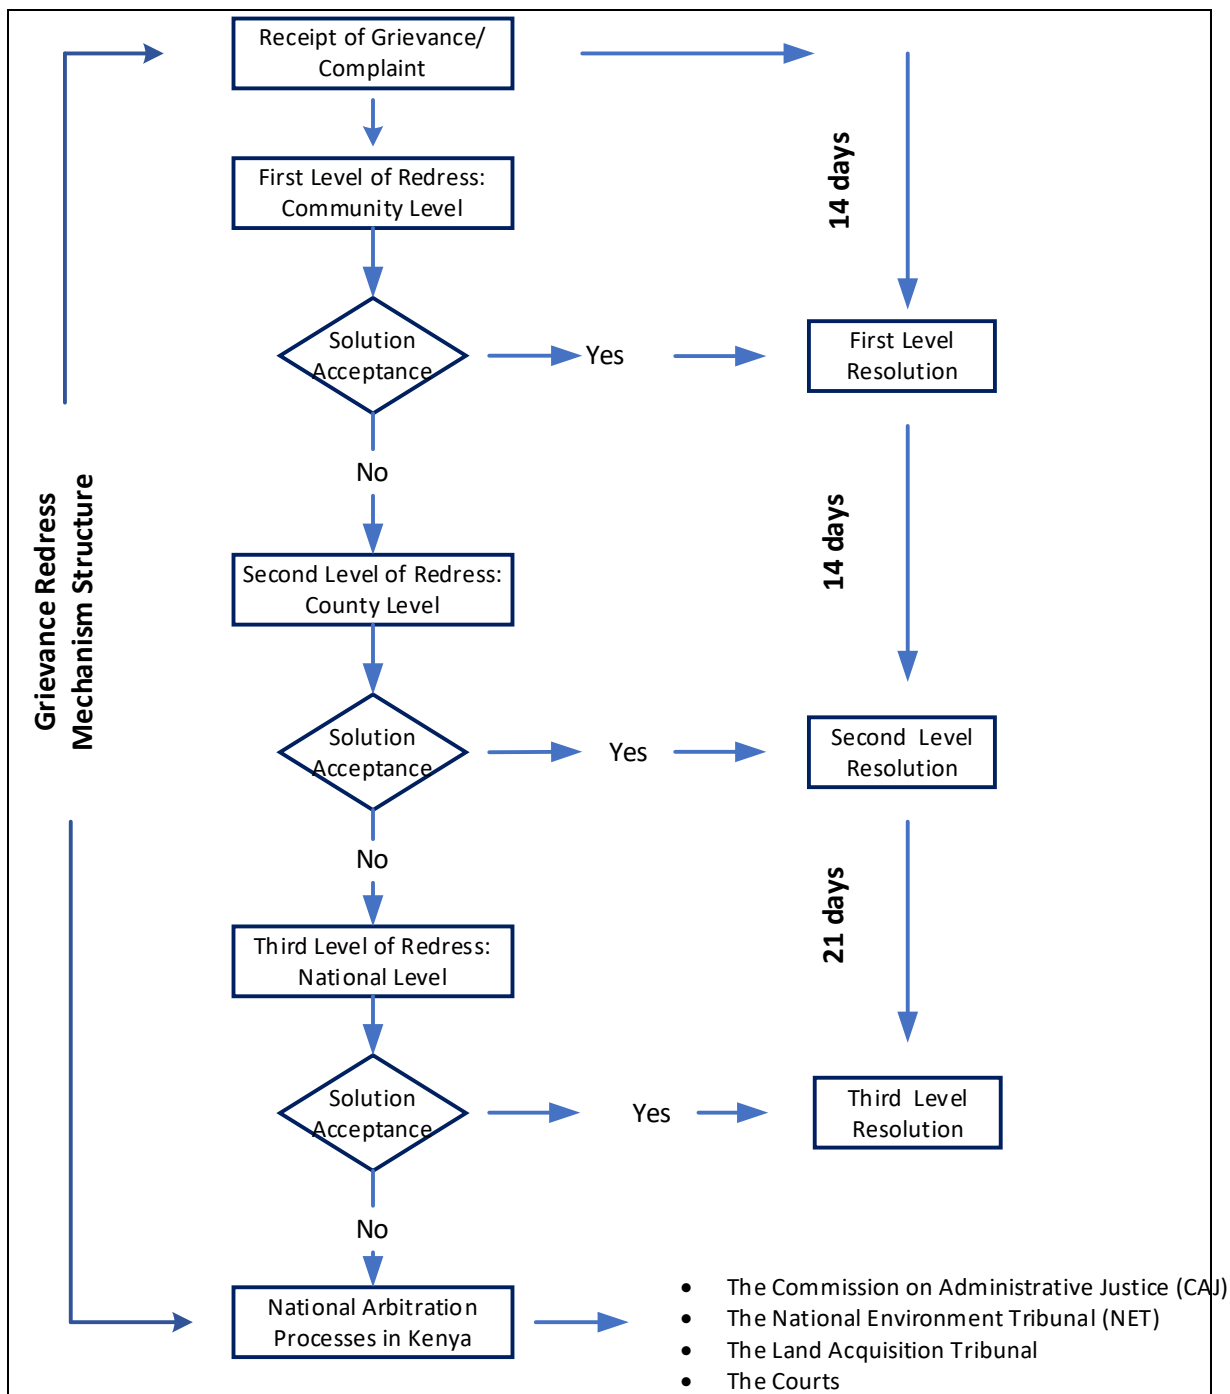 Receipt of Grievance/
Complaint
First Level of Redress:
Community Level
14 days
Solution
Acceptance
Yes
First Level
Resolution
No
Grievance Redress
Mechanism Structure
Second Level of Redress:
County Level
14 days
Solution
Acceptance
Yes
Second Level
Resolution
No
Third Level of Redress:
National Level
21 days
Solution
Acceptance
Yes
Third Level
Resolution
No
National Arbitration
Processes in Kenya
• The Commission on Administrative Justice (CAJ)
• The National Environment Tribunal (NET)
• The Land Acquisition Tribunal
• The Courts